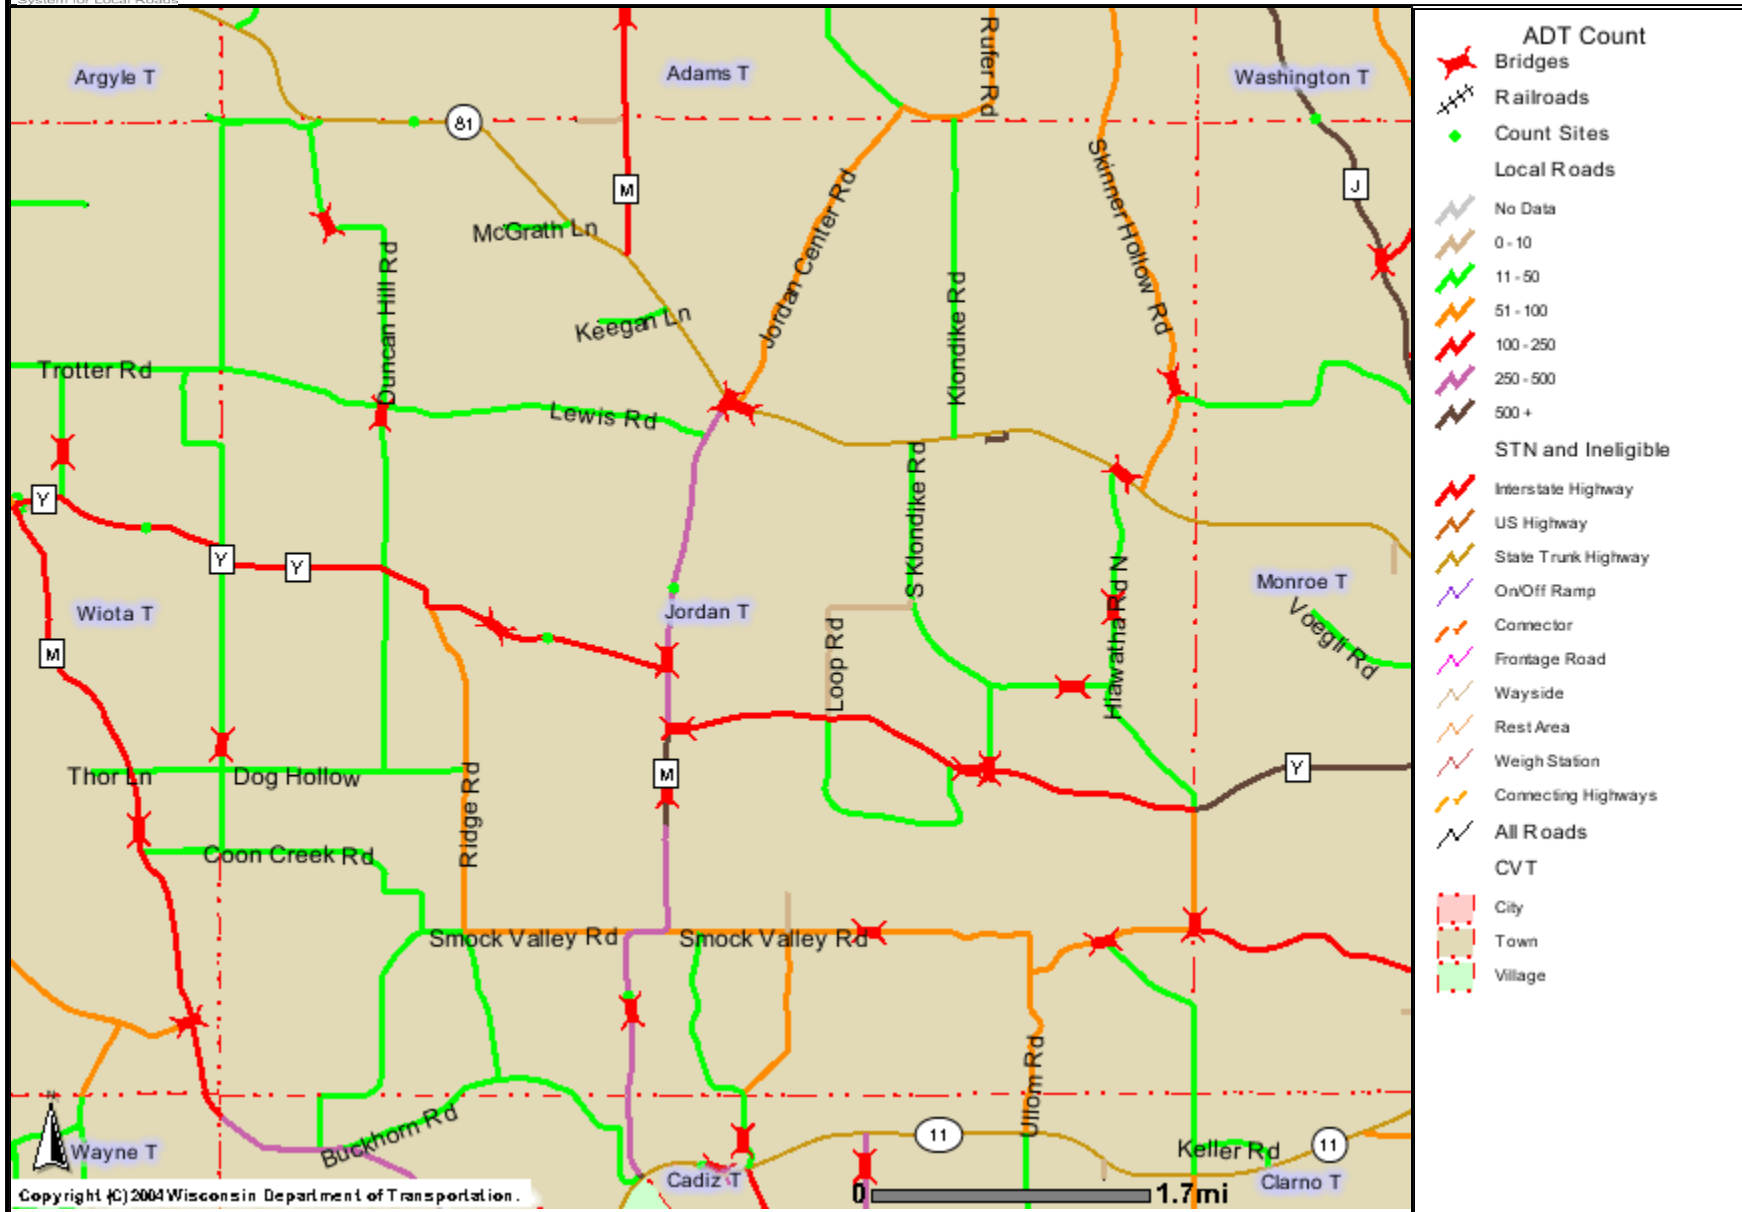 System for Local Roads
Argyle T
Adams T
Rufer Rd
Washington T
81
M
J
McGrath Ln
Jordan Center Rd
Skinner Hollow Rd
Duncan Hill Rd
Keegan Ln
Klondike Rd
Trotter Rd
Lewis Rd
Y
Y
Y
S Klondike Rd
Hiawatha Rd N
Monroe T
Wiota T
Jordan T
Voegli Rd
M
Loop Rd
Thor Ln
Dog Hollow
M
Y
Ridge Rd
Coon Creek Rd
Smock Valley Rd
Smock Valley Rd
Ullom Rd
Buckhorn Rd
Wayne T
11
11
Keller Rd
Cadiz T
Clarno T
Copyright (C) 2004 Wisconsin Department of Transportation.
0
1.7mi
ADT Count
Bridges
Railroads
Count Sites
Local Roads
No Data
0 - 10
11 - 50
51 - 100
100 - 250
250 - 500
500 +
STN and Ineligible
Interstate Highway
US Highway
State Trunk Highway
On/Off Ramp
Connector
Frontage Road
Wayside
Rest Area
Weigh Station
Connecting Highways
All Roads
CVT
City
Town
Village